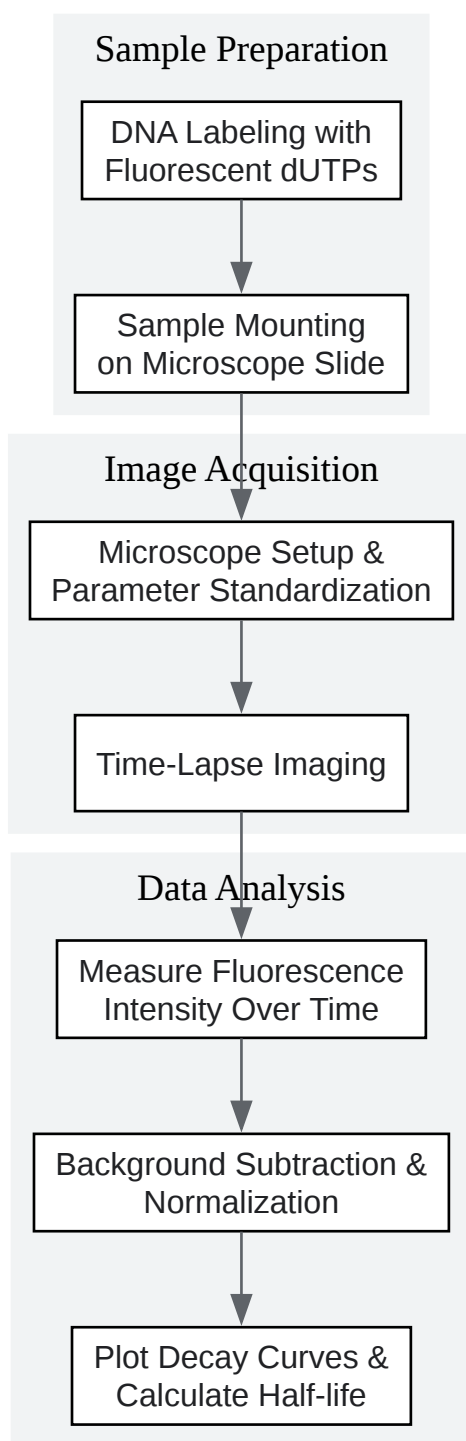 Sample Preparation
DNA Labeling with
Fluorescent dUTPs
Sample Mounting
on Microscope Slide
Image Acquisition
Microscope Setup &
Parameter Standardization
Time-Lapse Imaging
Data Analysis
Measure Fluorescence
Intensity Over Time
Background Subtraction &
Normalization
Plot Decay Curves &
Calculate Half-life